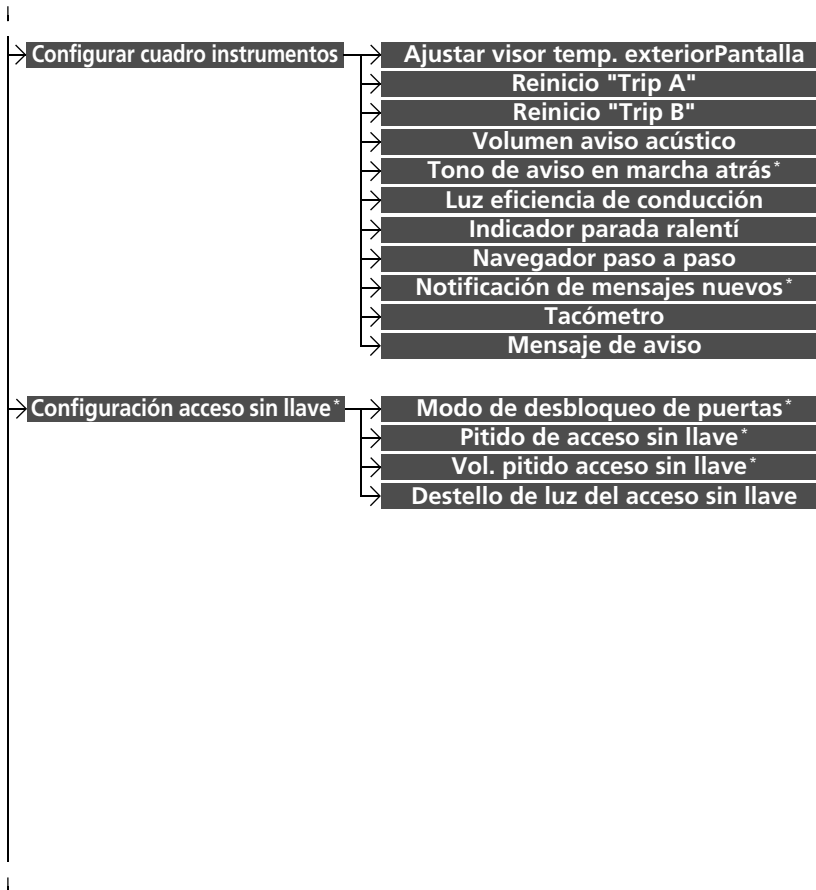 Configurar cuadro instrumentos
Ajustar visor temp. exteriorPantalla
Reinicio "Trip A"
Reinicio "Trip B"
Volumen aviso acústico
Tono de aviso en marcha atrás*
Luz eficiencia de conducción
Indicador parada ralentí
Navegador paso a paso
Notificación de mensajes nuevos*
Tacómetro
Mensaje de aviso
Configuración acceso sin llave*
Modo de desbloqueo de puertas*
Pitido de acceso sin llave*
Vol. pitido acceso sin llave*
Destello de luz del acceso sin llave